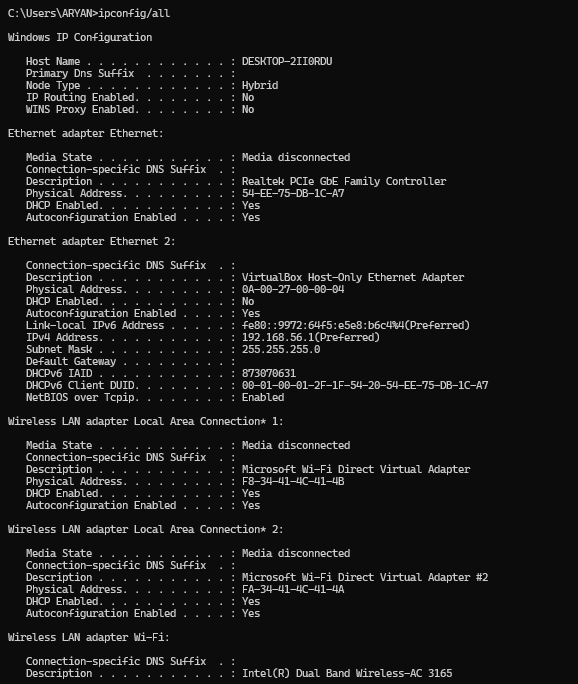 C:\Users\ARYAN>ipconfig/all
Windows IP Configuration
Host Name . . . . . . . . . . . . : DESKTOP-2II0RDU
Primary Dns Suffix  . . . . . . . :
Node Type . . . . . . . . . . . . : Hybrid
IP Routing Enabled. . . . . . . . : No
WINS Proxy Enabled. . . . . . . . : No
Ethernet adapter Ethernet:
Media State . . . . . . . . . . . : Media disconnected
Connection-specific DNS Suffix  . :
Description . . . . . . . . . . . : Realtek PCIe GbE Family Controller
Physical Address. . . . . . . . . : 54-EE-75-DB-1C-A7
DHCP Enabled. . . . . . . . . . . : Yes
Autoconfiguration Enabled . . . . : Yes
Ethernet adapter Ethernet 2:
Connection-specific DNS Suffix  . :
Description . . . . . . . . . . . : VirtualBox Host-Only Ethernet Adapter
Physical Address. . . . . . . . . : 0A-00-27-00-00-04
DHCP Enabled. . . . . . . . . . . : No
Autoconfiguration Enabled . . . . : Yes
Link-local IPv6 Address . . . . . : fe80::9972:64f5:e5e8:b6c4%4(Preferred)
IPv4 Address. . . . . . . . . . . : 192.168.56.1(Preferred)
Subnet Mask . . . . . . . . . . . : 255.255.255.0
Default Gateway . . . . . . . . . :
DHCPv6 IAID . . . . . . . . . . . : 873070631
DHCPv6 Client DUID. . . . . . . . : 00-01-00-01-2F-1F-54-20-54-EE-75-DB-1C-A7
NetBIOS over Tcpip. . . . . . . . : Enabled
Wireless LAN adapter Local Area Connection* 1:
Media State . . . . . . . . . . . : Media disconnected
Connection-specific DNS Suffix  . :
Description . . . . . . . . . . . : Microsoft Wi-Fi Direct Virtual Adapter
Physical Address. . . . . . . . . : F8-34-41-4C-41-4B
DHCP Enabled. . . . . . . . . . . : Yes
Autoconfiguration Enabled . . . . : Yes
Wireless LAN adapter Local Area Connection* 2:
Media State . . . . . . . . . . . : Media disconnected
Connection-specific DNS Suffix  . :
Description . . . . . . . . . . . : Microsoft Wi-Fi Direct Virtual Adapter #2
Physical Address. . . . . . . . . : FA-34-41-4C-41-4A
DHCP Enabled. . . . . . . . . . . : Yes
Autoconfiguration Enabled . . . . : Yes
Wireless LAN adapter Wi-Fi:
Connection-specific DNS Suffix  . :
Description . . . . . . . . . . . : Intel(R) Dual Band Wireless-AC 3165